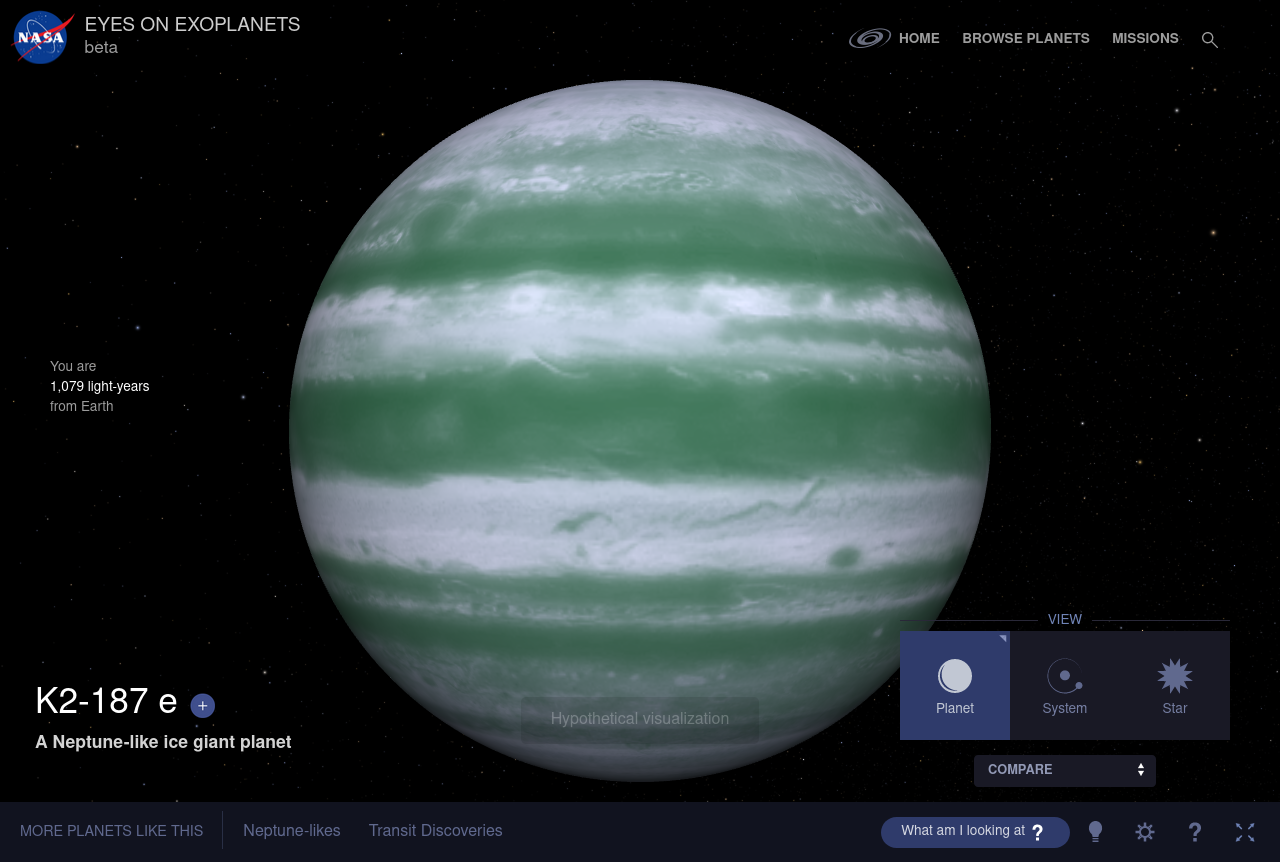 NASA
EYES ON EXOPLANETS
beta
HOME
BROWSE PLANETS
MISSIONS
You are
1,079 light-years
from Earth
VIEW
Planet
System
Star
K2-187 e +
A Neptune-like ice giant planet
Hypothetical visualization
COMPARE
MORE PLANETS LIKE THIS
Neptune-likes
Transit Discoveries
What am I looking at ?
?